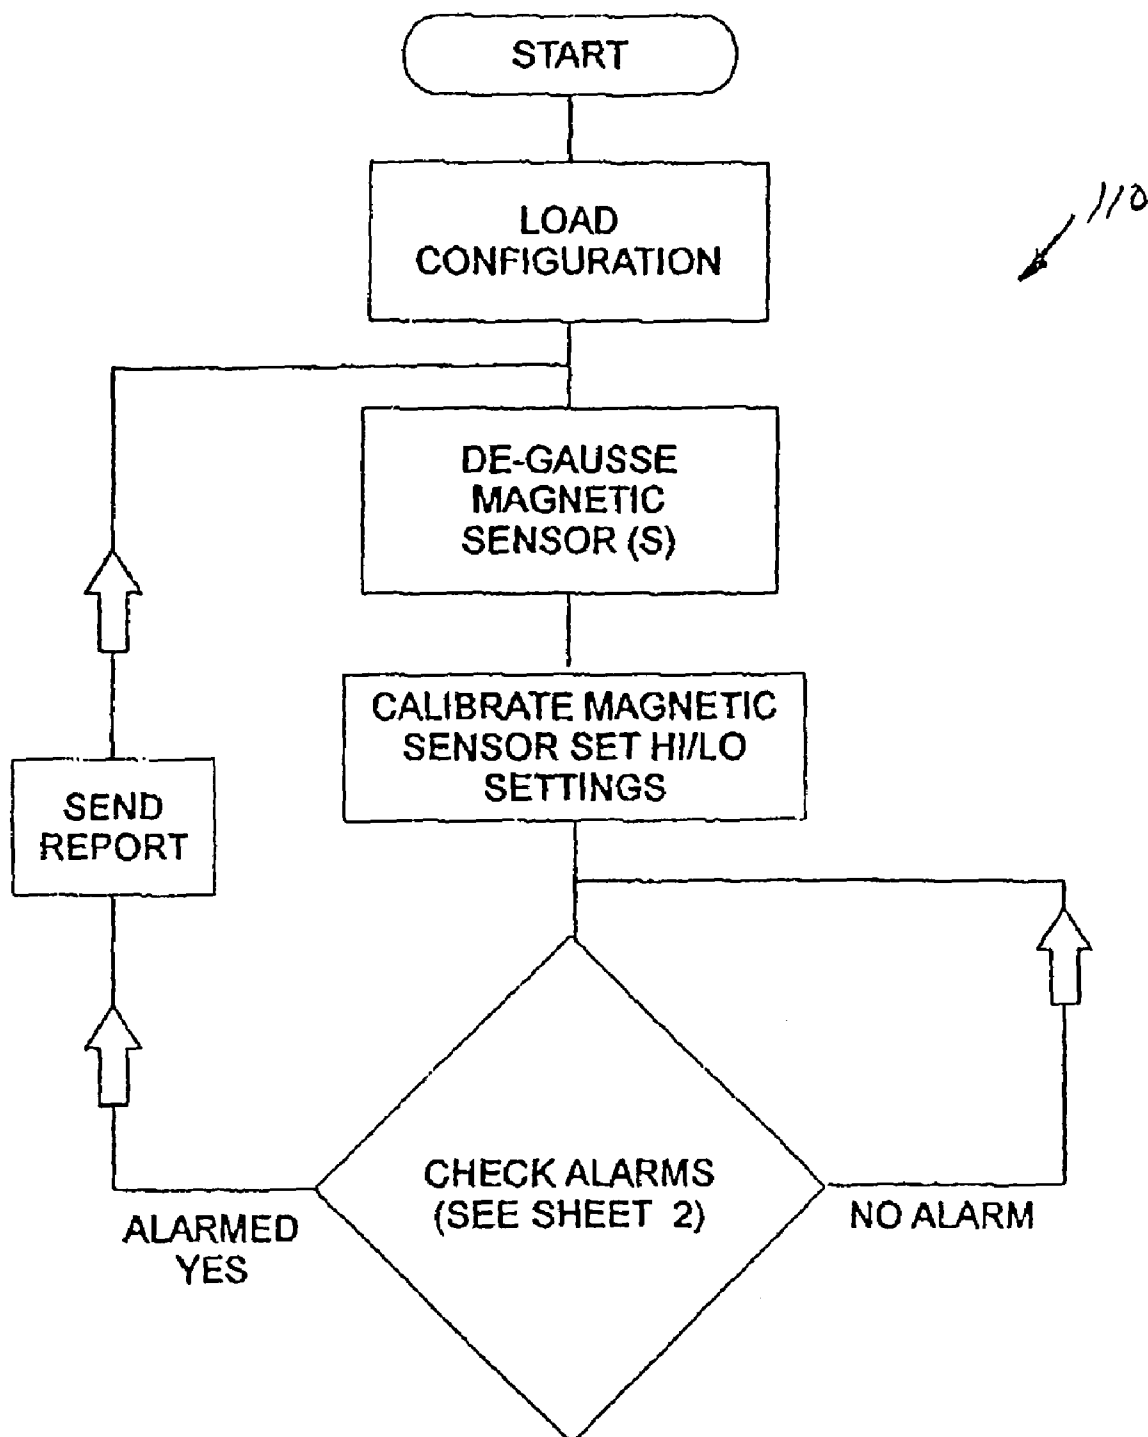 START
LOAD
CONFIGURATION
110
DE-GAUSSE
MAGNETIC
SENSOR (S)
CALIBRATE MAGNETIC
SENSOR SET HI/LO
SETTINGS
SEND
REPORT
CHECK ALARMS
(SEE SHEET 2)
ALARMED
YES
NO ALARM